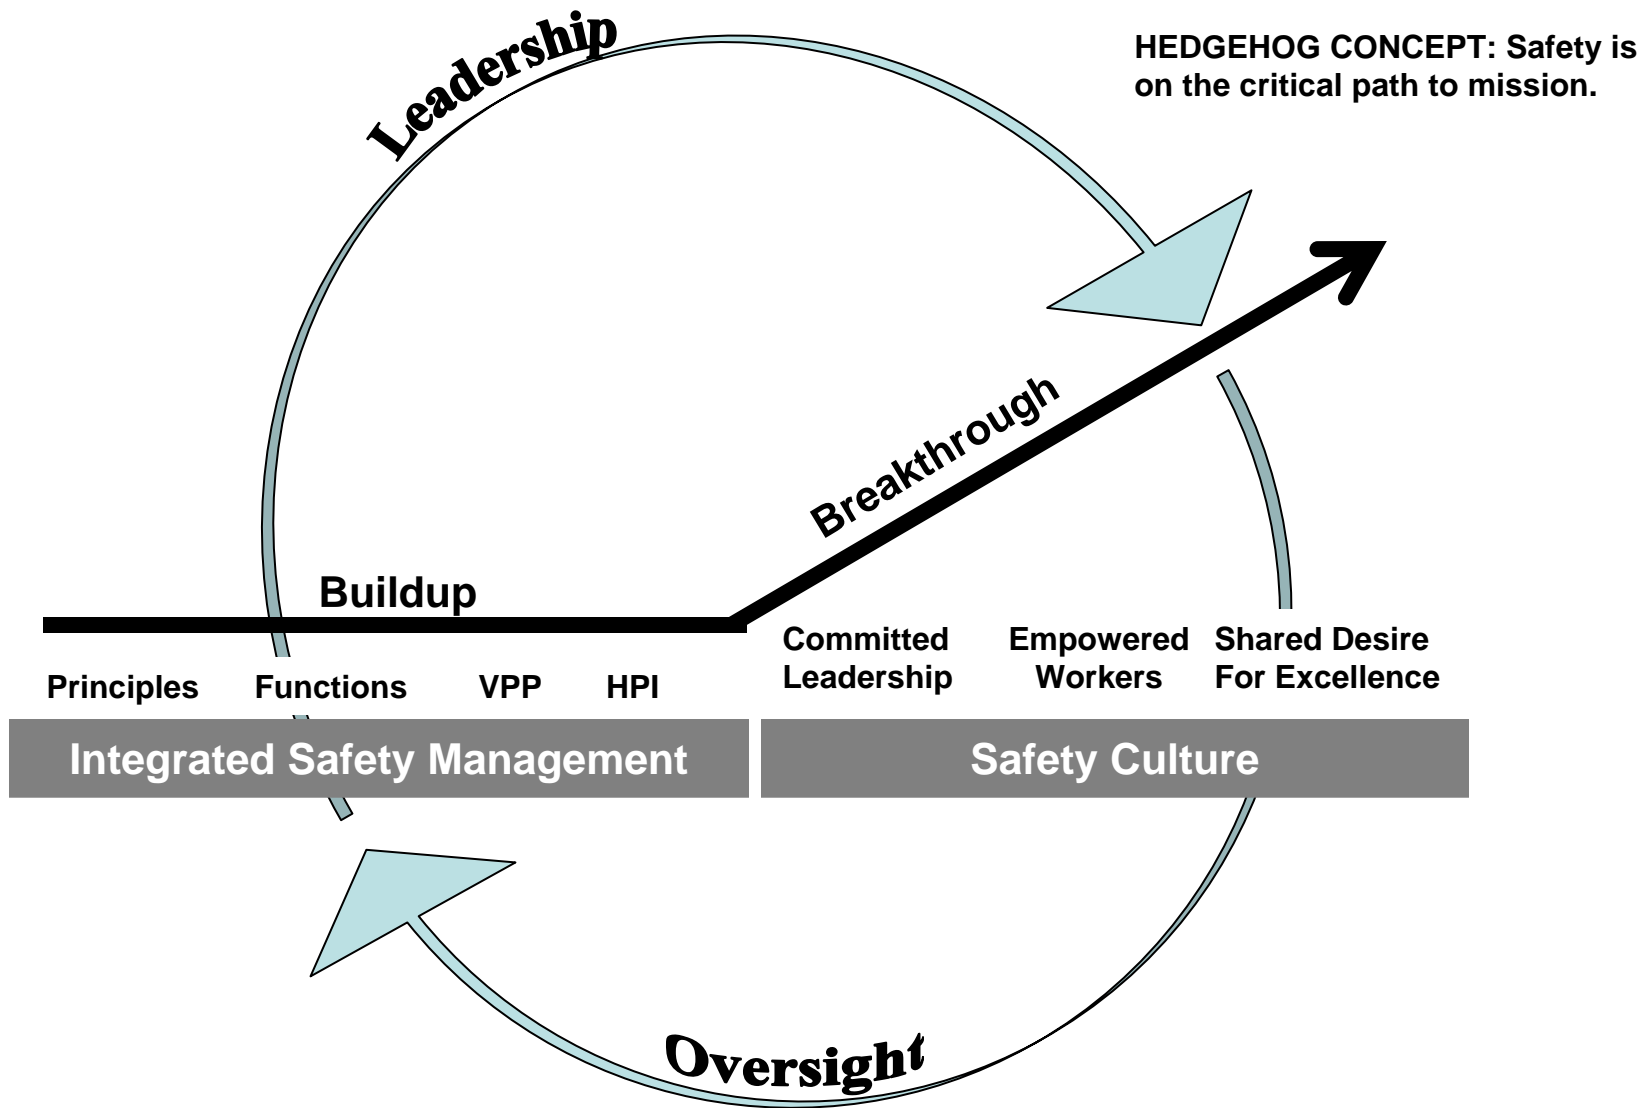 Leadership
HEDGEHOG CONCEPT: Safety is
on the critical path to mission.
Breakthrough
Buildup
Principles Functions VPP HPI
Committed
Leadership
Empowered
Workers
Shared Desire
For Excellence
Integrated Safety Management
Safety Culture
Oversight